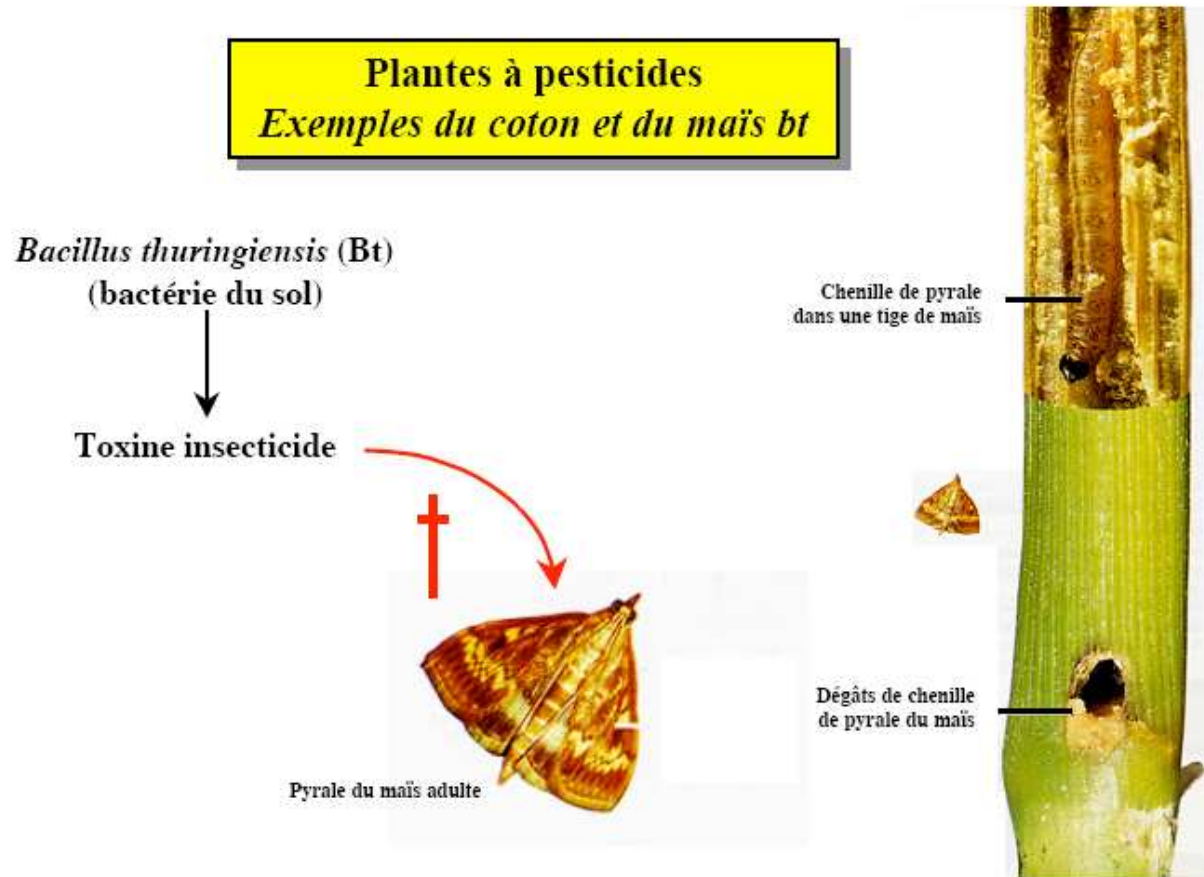 Plantes à pesticides
Exemples du coton et du maïs bt
Bacillus thuringiensis (Bt)
(bactérie du sol)
Toxine insecticide
Pyrale du maïs adulte
Chenille de pyrale
dans une tige de maïs
Dégâts de chenille
de pyrale du maïs